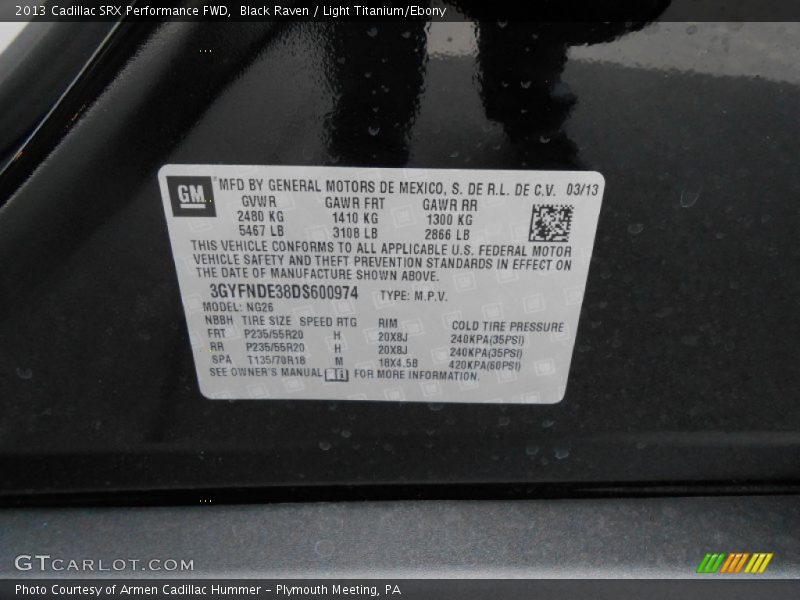 2013 Cadillac SRX Performance FWD, Black Raven / Light Titanium/Ebony
GM MFD BY GENERAL MOTORS DE MEXICO, S. DE R.L. DE C.V. 03/13
GVWR GAWR FRT GAWR RR
2480 KG 1410 KG 1300 KG
5467 LB 3108 LB 2866 LB
THIS VEHICLE CONFORMS TO ALL APPLICABLE U.S. FEDERAL MOTOR
VEHICLE SAFETY AND THEFT PREVENTION STANDARDS IN EFFECT ON
THE DATE OF MANUFACTURE SHOWN ABOVE.
3GYFNDE38DS600974 TYPE: M.P.V.
MODEL: NG26
NBBH TIRE SIZE SPEED RTG RIM COLD TIRE PRESSURE
FRT P235/55R20 H 20X8J 240KPA(35PSI)
RR P235/55R20 H 20X8J 240KPA(35PSI)
SPA T135/70R18 M 18X4.5B 420KPA(60PSI)
SEE OWNER'S MANUAL FOR MORE INFORMATION.
GTCARLOT.COM
Photo Courtesy of Armen Cadillac Hummer - Plymouth Meeting, PA